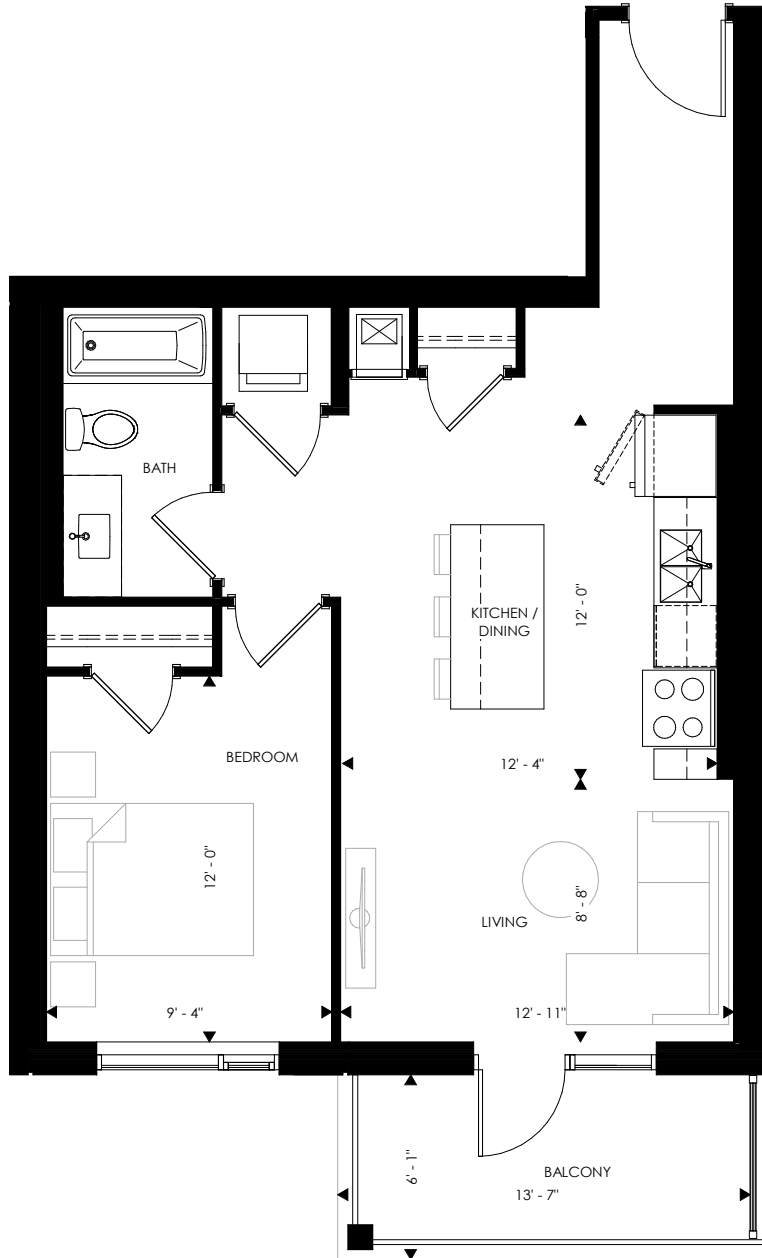 BATH
12' - 0"
KITCHEN /
DINING
BEDROOM
12' - 4"
12' - 0"
8' - 8"
LIVING
9' - 4"
12' - 11"
6' - 1"
BALCONY
13' - 7"